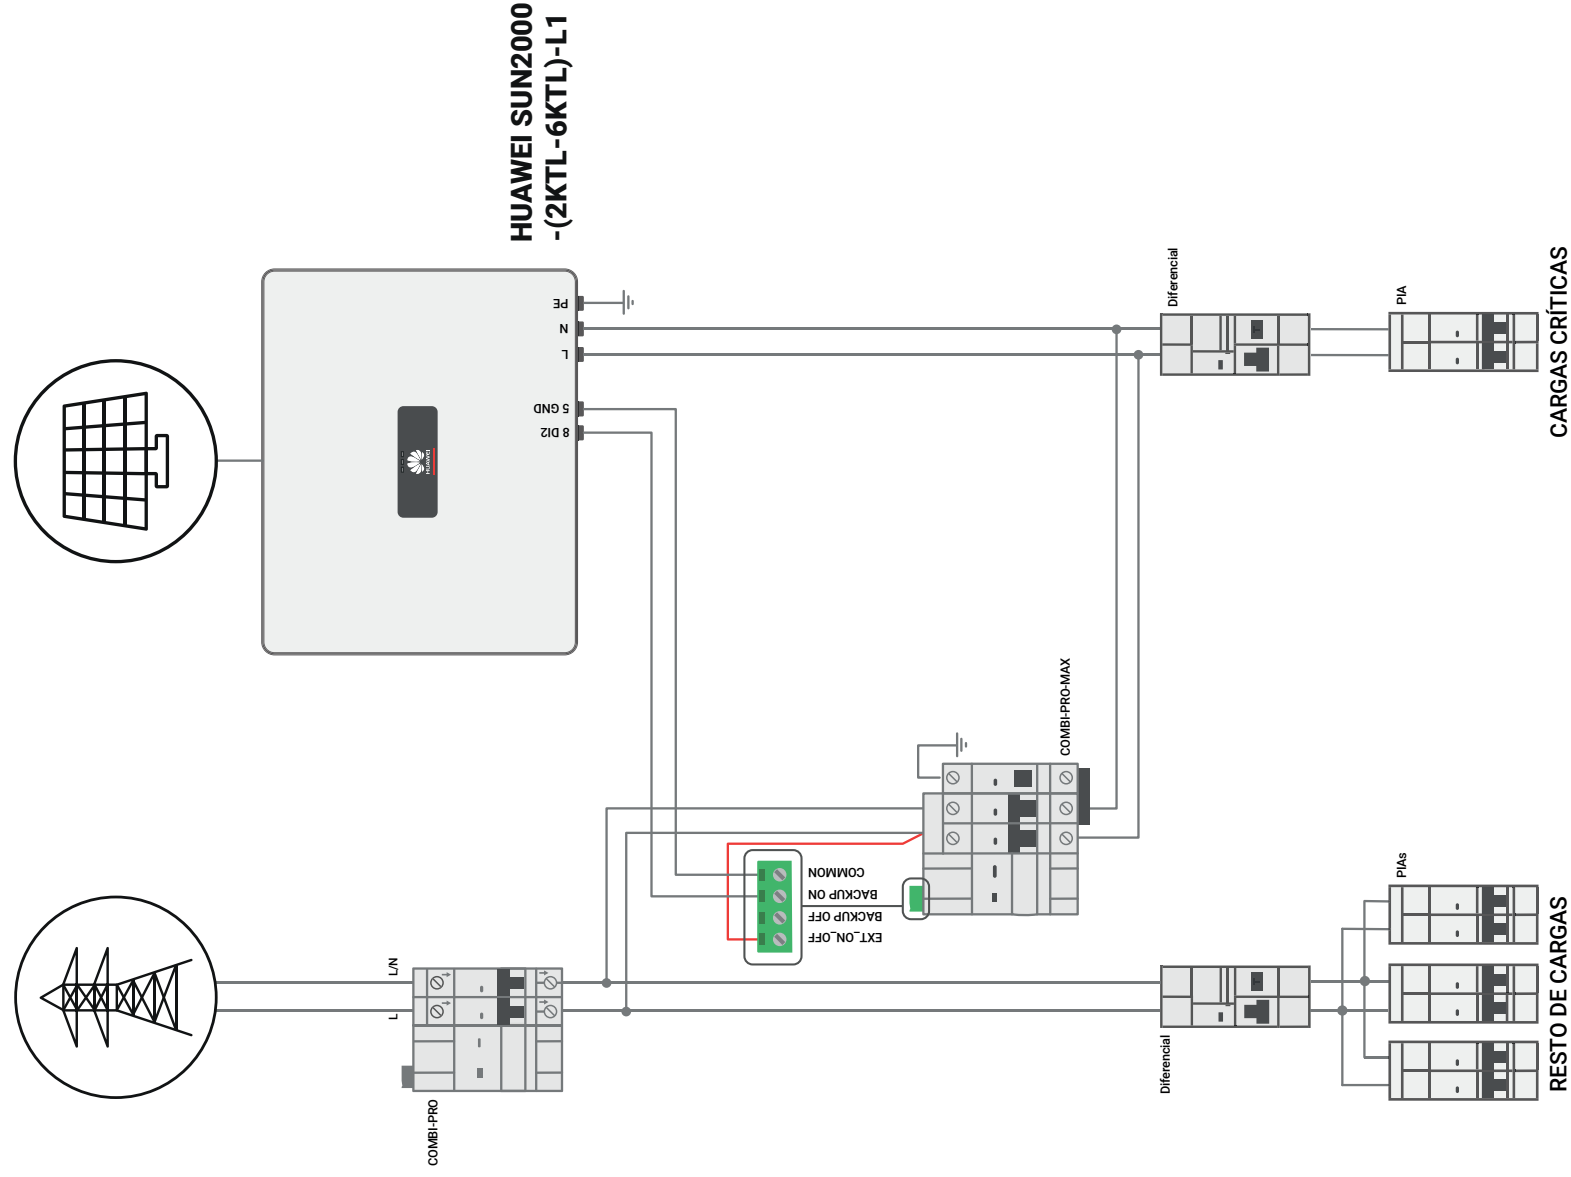 HUAWEI SUN2000
-(2KTL-6KTL)-L1
PE
N
L
5 GND
8 DI2
HUAWEI
Diferencial
PIA
CARGAS CRÍTICAS
COMBI-PRO-MAX
COMMON
BACKUP ON
BACKUP OFF
EXT_ON_OFF
L/N
L
COMBI-PRO
Diferencial
PIAs
RESTO DE CARGAS